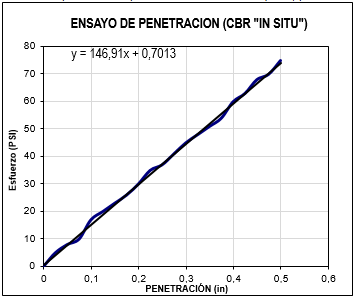 ENSAYO DE PENETRACION (CBR "IN SITU")
y = 146,91x + 0,7013
Esfuerzo (PSI)
80
70
60
50
40
30
20
10
0
0 0,1 0,2 0,3 0,4 0,5 0,6
PENETRACIÓN (in)